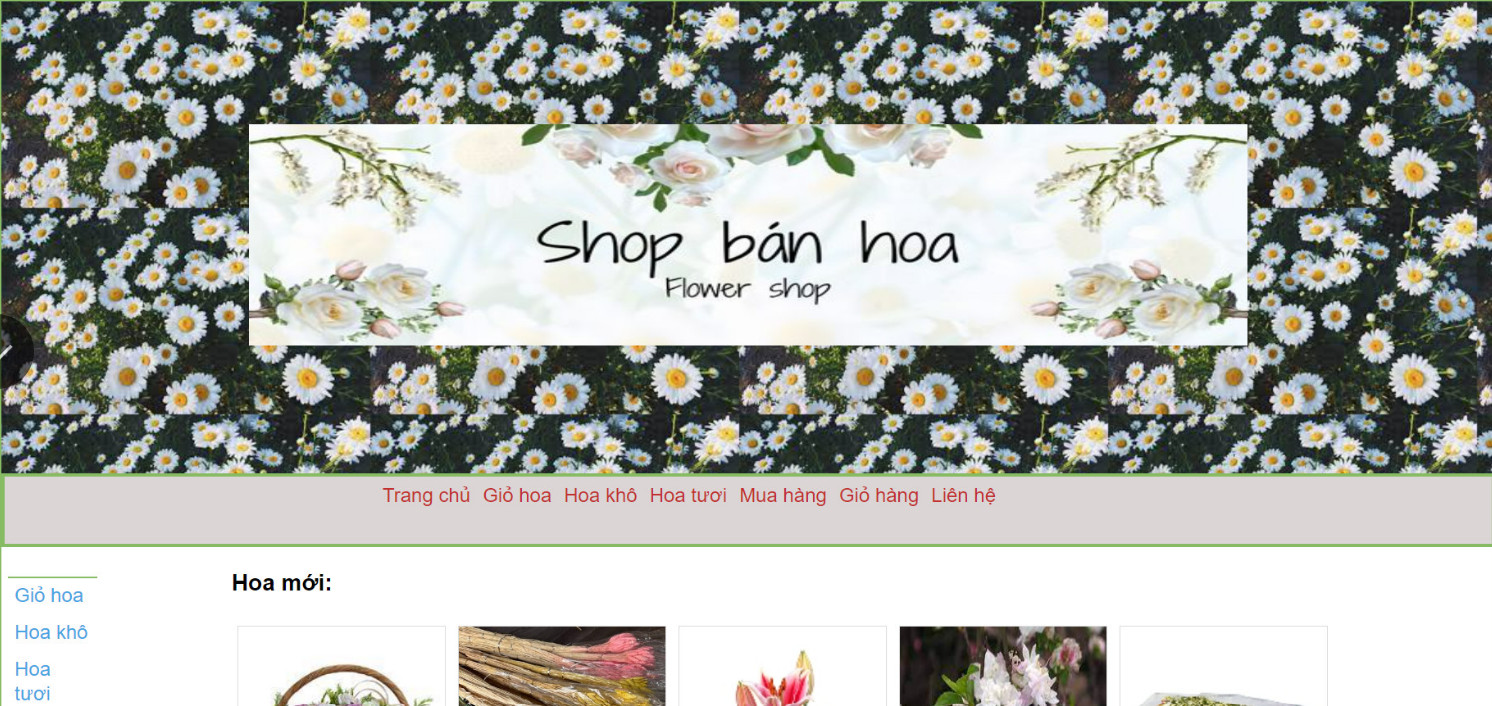 Shop bán hoa
Flower shop
Trang chủ Giỏ hoa Hoa khô Hoa tươi Mua hàng Giỏ hàng Liên hệ
Hoa mới:
Giỏ hoa
Hoa khô
Hoa
tươi